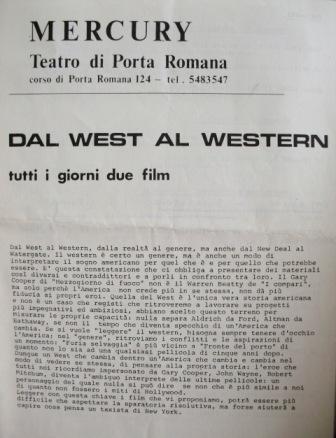 MERCURY
Teatro di Porta Romana
corso di Porta Romana 124 - tel. 5483547
DAL WEST AL WESTERN
tutti i giorni due film
Dal West al Western, dalla realtà al genere, ma anche dal New Deal al
Watergate. Il western è certo un genere, ma è anche un modo di
interpretare il sogno americano per quel che è e per quello che potrebbe
essere. E' questa constatazione che ci obbliga a presentare dei materiali
così divarai e contraddittori e a porli in confronto tra loro. Il Gary
Cooper di "Mezzogiorno di fuoco" non è il Warren Beatty de "I compari",
ma solo perchè l'America non crede più in se stessa, non dà più
fiducia ai propri eroi. Quella del West è l'unica vera storia americana
e non è un caso che registi che ritroveremo a lavorare su progetti
più impegnativi ed ambiziosi, abbiano scelto questo terreno per
misurare le proprie capacità: nulla separa Aldrich da Ford, Altman da
Hathaway, se non il tempo che diventa specchio di un'America che
cambia. Se si vuole "leggere" il western, bisogna sempre tenere d'occhio
l'America; nel "genere", ritroviamo i conflitti e le aspirazioni di
un momento: "Furia selvaggia" è più vicino a "Fronte del porto" di
quanto non lo sia ad una qualsiasi pellicola di cinque anni dopo.
Dunque un West che cambia dentro un'America che cambia e cambia nel
modo di vedere se stessa, di pensare alla propria storia: l'eroe che
tutti noi ricordiamo impersonato da Gary Cooper, John Wayne, Robert
Mitchum, diventa l'ambiguo interprete delle ultime pellicole: un
personaggio del quale nulla si può dire se non che è più simile a noi
di quanto non fossero i miti di Hollywood.
Leggere con questa chiave i film che vi proponiamo, potrà essere più
difficile che aspettare la sparatoria risolutiva, ma forse aiuterà a
capire cosa pensa un taxista di New York.